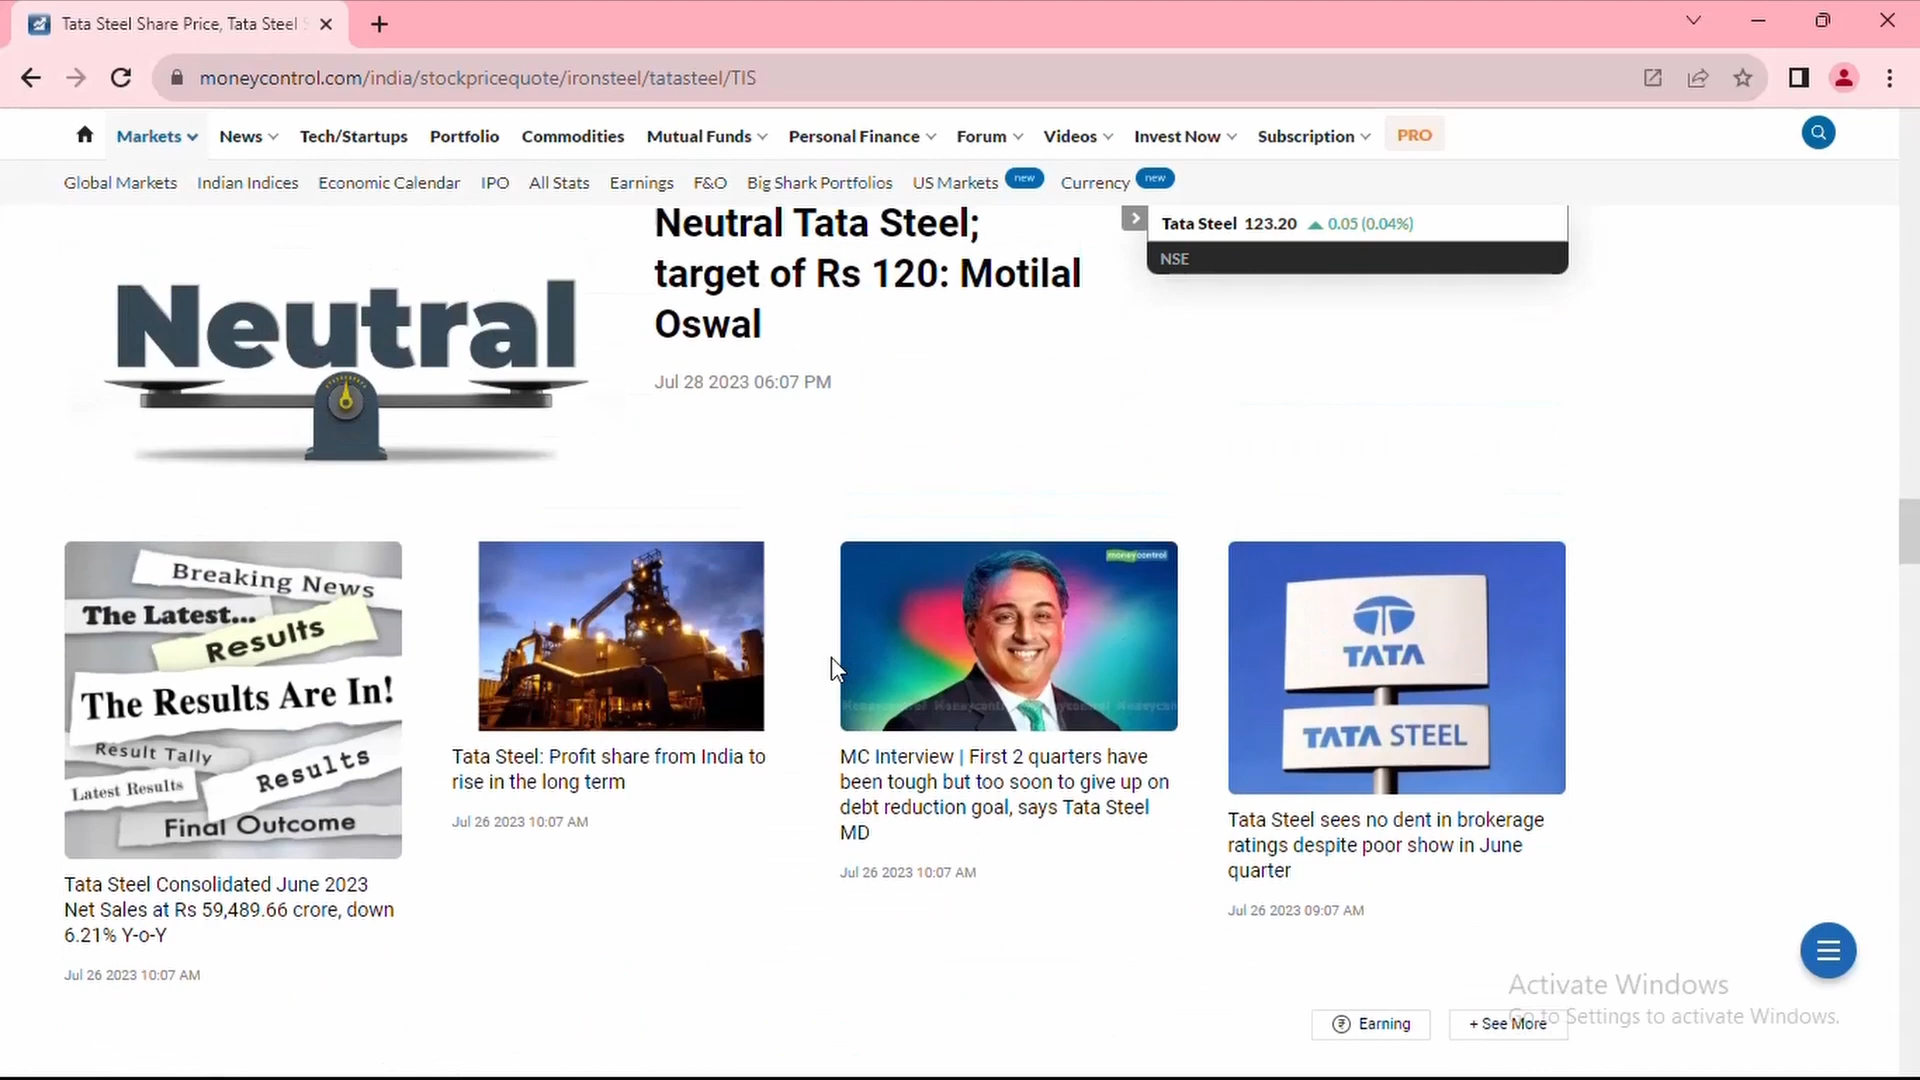 Tata Steel Share Price, Tata Steel S
moneycontrol.com/india/stockpricequote/ironsteel/tatasteel/TIS
Markets News Tech/Startups Portfolio Commodities Mutual Funds Personal Finance Forum Videos Invest Now Subscription PRO
Global Markets Indian Indices Economic Calendar IPO All Stats Earnings F&O Big Shark Portfolios US Markets new Currency new
Neutral Tata Steel;
target of Rs 120: Motilal
Oswal
Jul 28 2023 06:07 PM
Neutral
Tata Steel 123.20 0.05 (0.04%)
NSE
Breaking News
The Latest...
Results
The Results Are In!
Result Tally
Results
Latest Results
Final Outcome
Tata Steel Consolidated June 2023
Net Sales at Rs 59,489.66 crore, down
6.21% Y-o-Y
Jul 26 2023 10:07 AM
Tata Steel: Profit share from India to
rise in the long term
Jul 26 2023 10:07 AM
moneycontrol
MC Interview | First 2 quarters have
been tough but too soon to give up on
debt reduction goal, says Tata Steel
MD
Jul 26 2023 10:07 AM
TATA
TATA STEEL
Tata Steel sees no dent in brokerage
ratings despite poor show in June
quarter
Jul 26 2023 09:07 AM
Activate Windows
Go to Settings to activate Windows.
₹ Earning
+ See More